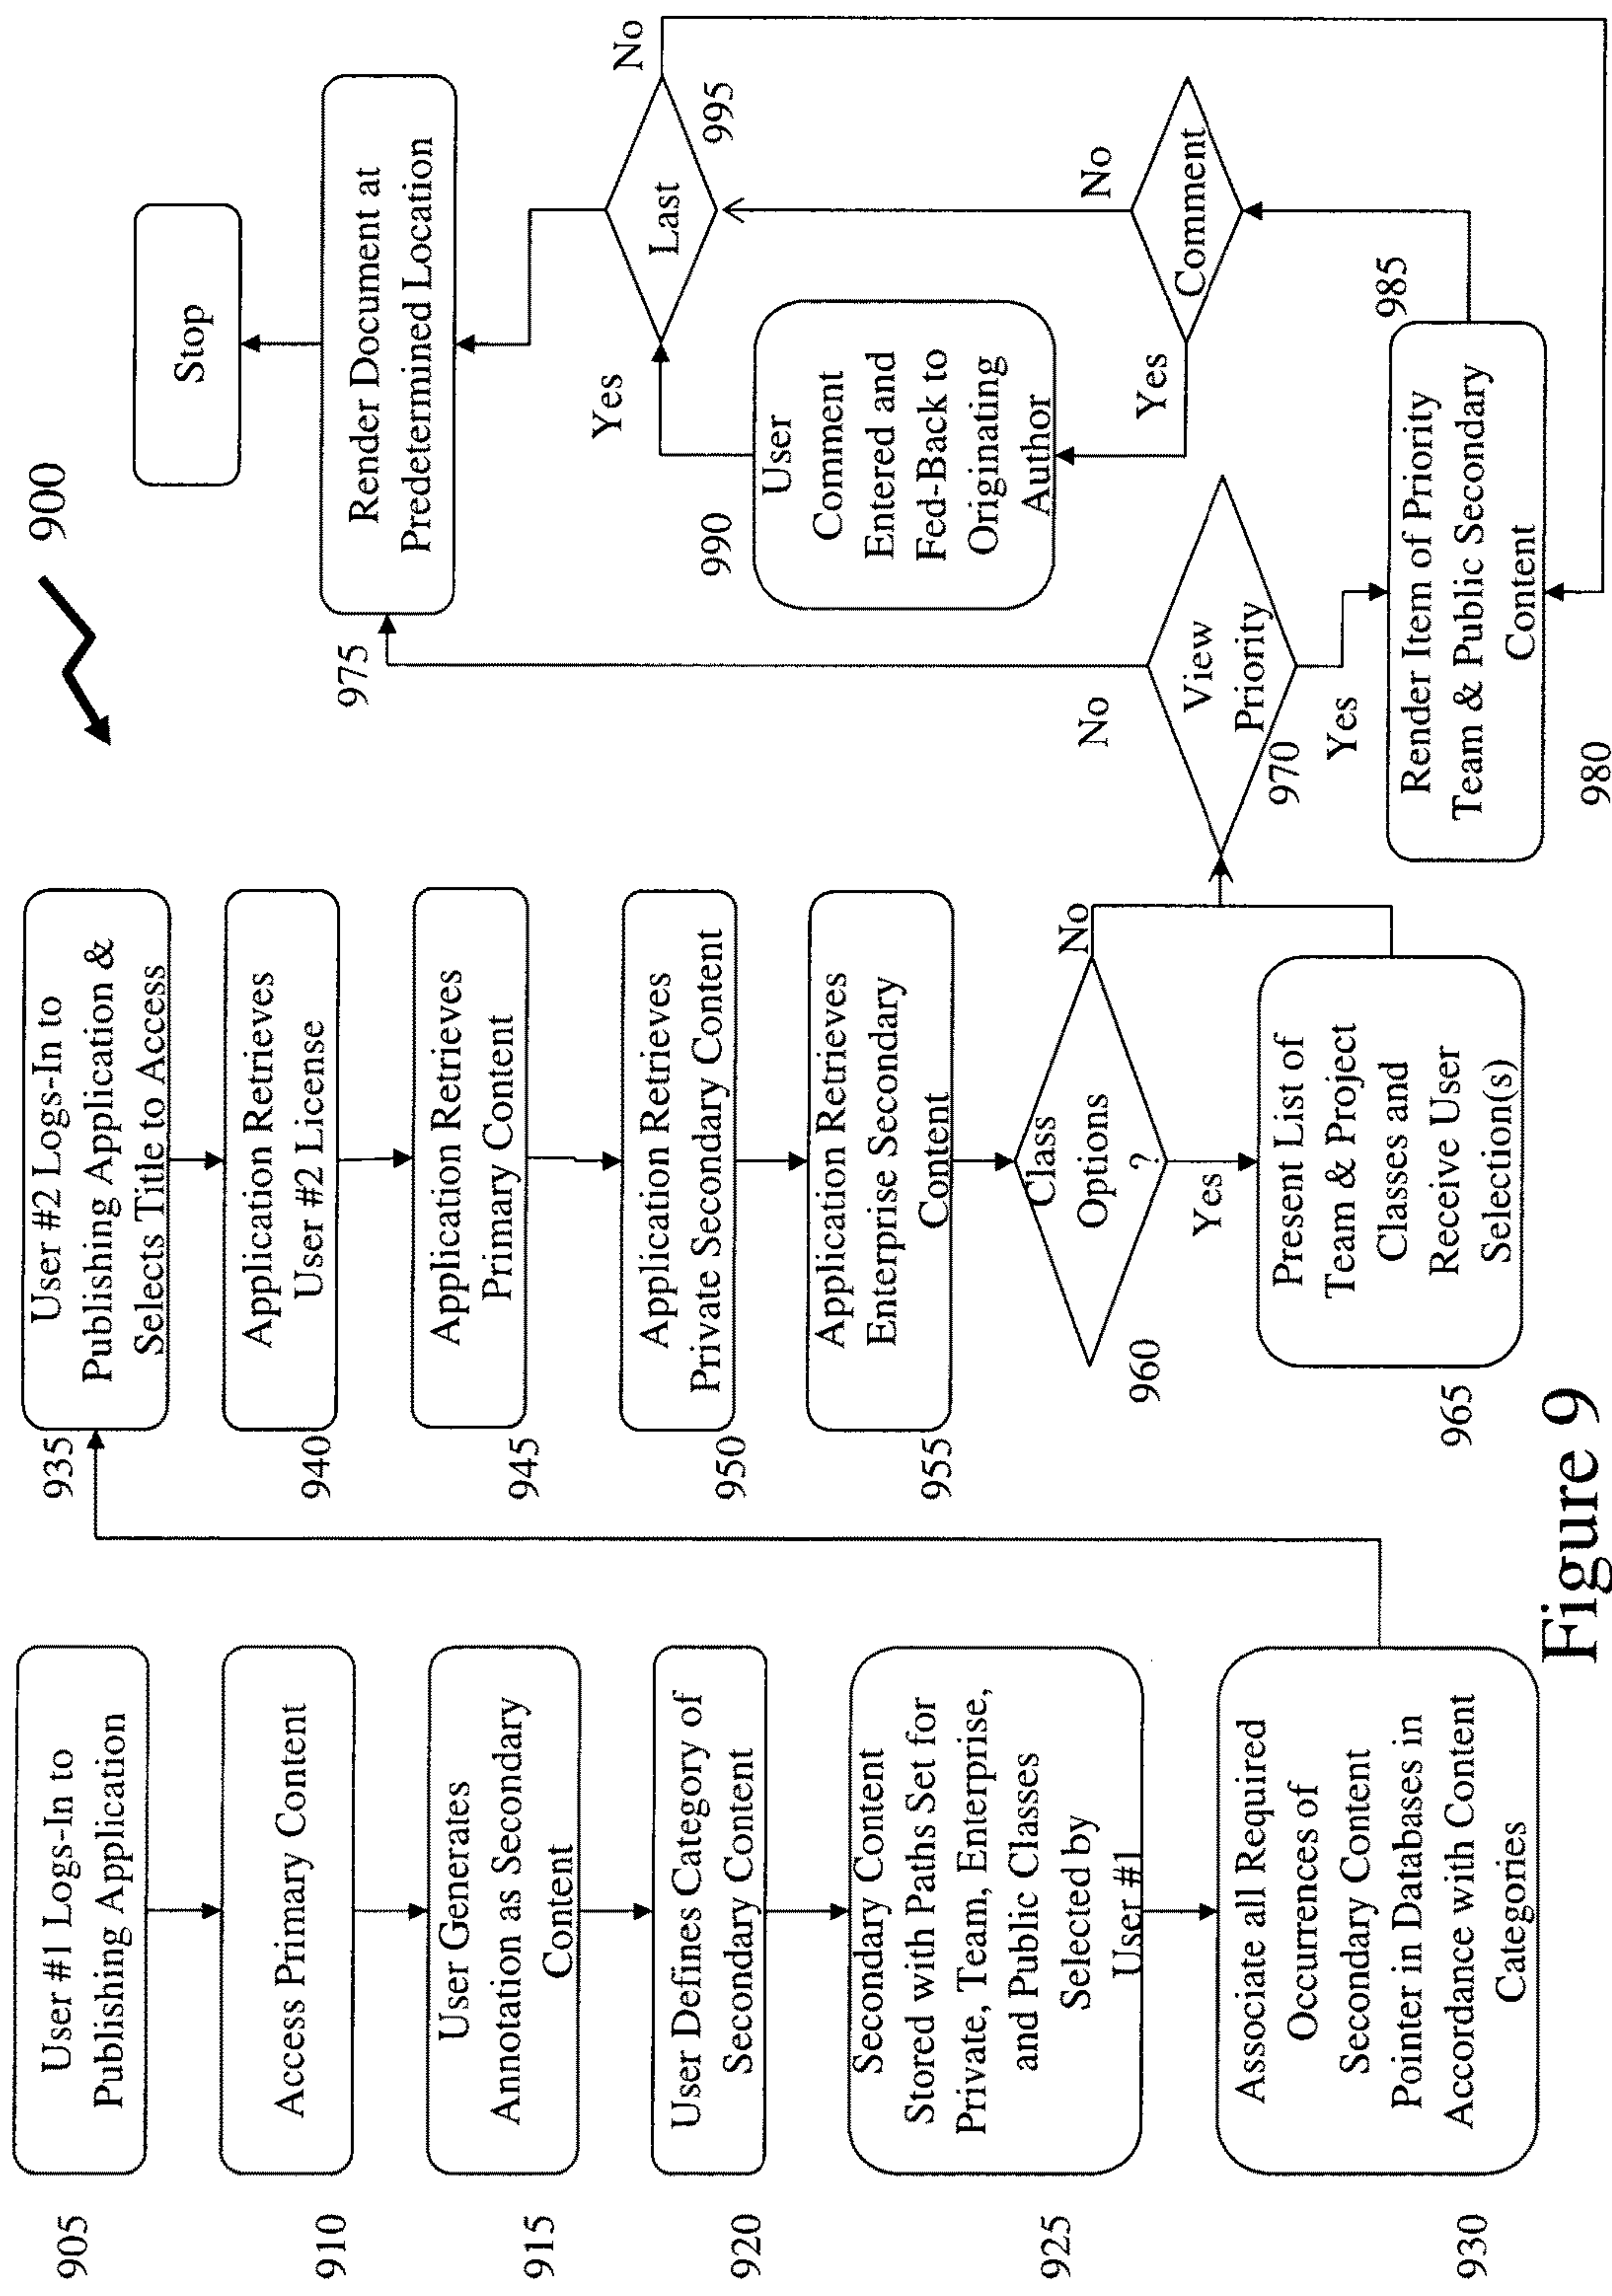 900
905
User #1 Logs-In to
Publishing Application
910
Access Primary Content
915
User Generates
Annotation as Secondary
Content
920
User Defines Category of
Secondary Content
925
Secondary Content
Stored with Paths Set for
Private, Team, Enterprise,
and Public Classes
Selected by
User #1
930
Associate all Required
Occurrences of
Secondary Content
Pointer in Databases in
Accordance with Content
Categories
935
User #2 Logs-In to
Publishing Application &
Selects Title to Access
940
Application Retrieves
User #2 License
945
Application Retrieves
Primary Content
950
Application Retrieves
Private Secondary Content
955
Application Retrieves
Enterprise Secondary
Content
960
Class
Options
?
No
Yes
965
Present List of
Team & Project
Classes and
Receive User
Selection(s)
970
View
Priority
No
Yes
975
Render Document at
Predetermined Location
Stop
980
Render Item of Priority
Team & Public Secondary
Content
985
Comment
No
Yes
990
User
Comment
Entered and
Fed-Back to
Originating
Author
Yes
Last
995
No
Figure 9